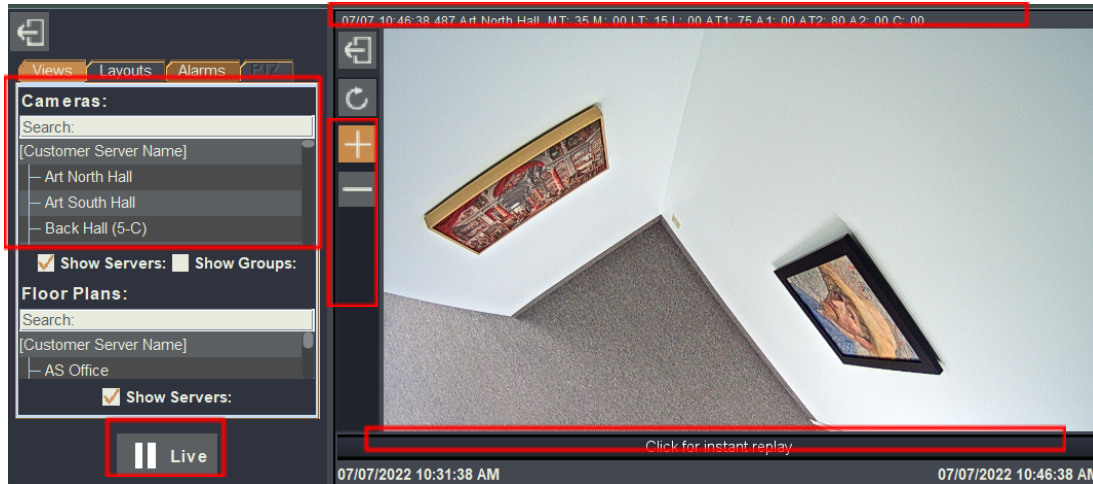 07/07 10:46:38.487 Art North Hall MT: 35 M: 00 LT: 15 L: 00 AT1: 75 A1: 00 AT2: 80 A2: 00 C: 00
Views Layouts Alarms PTZ
Cameras:
Search:
[Customer Server Name]
Art North Hall
Art South Hall
Back Hall (5-C)
Show Servers: Show Groups:
Floor Plans:
Search:
[Customer Server Name]
AS Office
Show Servers:
Live
Click for instant replay
07/07/2022 10:31:38 AM 07/07/2022 10:46:38 AM